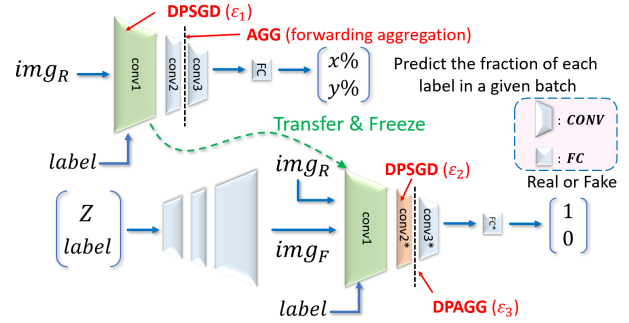 DPSGD (ε₁)
AGG (forwarding aggregation)
img_R
conv1
conv2
conv3
FC
x%
y%
Predict the fraction of each
label in a given batch
: CONV
: FC
label
Transfer & Freeze
Real or Fake
Z
label
img_R
img_F
DPSGD (ε₂)
conv1
conv2*
conv3*
FC*
1
0
label
DPAGG (ε₃)